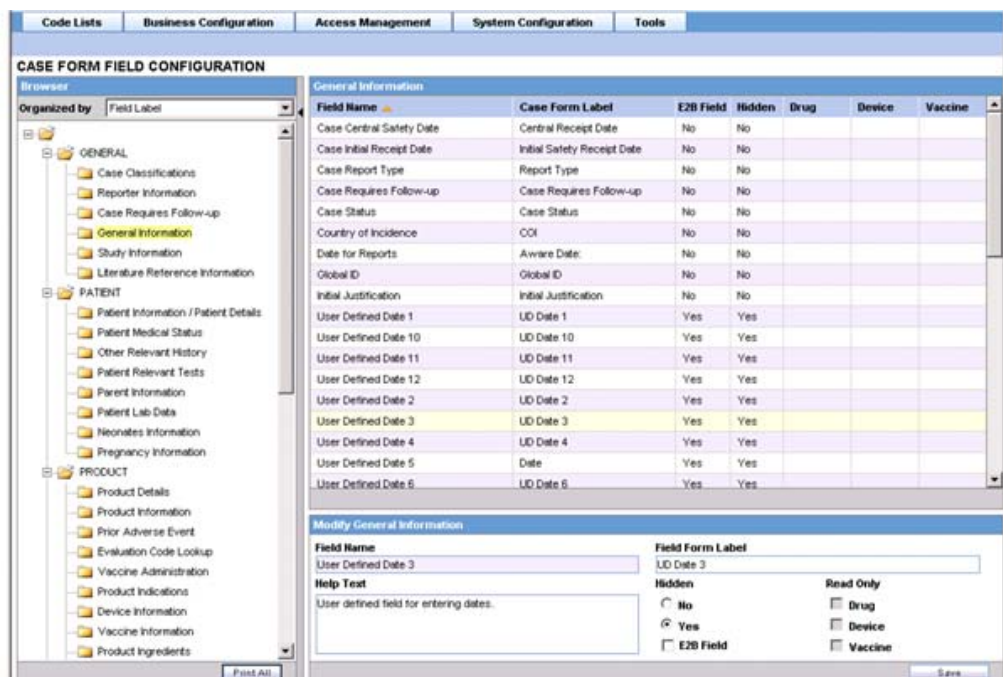 Code Lists Business Configuration Access Management System Configuration Tools
CASE FORM FIELD CONFIGURATION
Browser
Organized by Field Label
GENERAL
Case Classifications
Reporter Information
Case Requires Follow-up
General Information
Study Information
Literature Reference Information
PATIENT
Patient Information / Patient Details
Patient Medical Status
Other Relevant History
Patient Relevant Tests
Parent Information
Patient Lab Data
Neonates Information
Pregnancy Information
PRODUCT
Product Details
Product Information
Prior Adverse Event
Evaluation Code Lookup
Vaccine Administration
Product Indications
Device Information
Vaccine Information
Product Ingredients
Print All
General Information
Field Name Case Form Label E2B Field Hidden Drug Device Vaccine
Case Central Safety Date Central Receipt Date No No
Case Initial Receipt Date Initial Safety Receipt Date No No
Case Report Type Report Type No No
Case Requires Follow-up Case Requires Follow-up No No
Case Status Case Status No No
Country of Incidence COI No No
Date for Reports Aware Date: No No
Global ID Global ID No No
Initial Justification Initial Justification No No
User Defined Date 1 UD Date 1 Yes Yes
User Defined Date 10 UD Date 10 Yes Yes
User Defined Date 11 UD Date 11 Yes Yes
User Defined Date 12 UD Date 12 Yes Yes
User Defined Date 2 UD Date 2 Yes Yes
User Defined Date 3 UD Date 3 Yes Yes
User Defined Date 4 UD Date 4 Yes Yes
User Defined Date 5 Date Yes Yes
User Defined Date 6 UD Date 6 Yes Yes
Modify General Information
Field Name Field Form Label
User Defined Date 3 UD Date 3
Help Text Hidden Read Only
User defined field for entering dates. No Drug
Yes Device
E2B Field Vaccine
Save